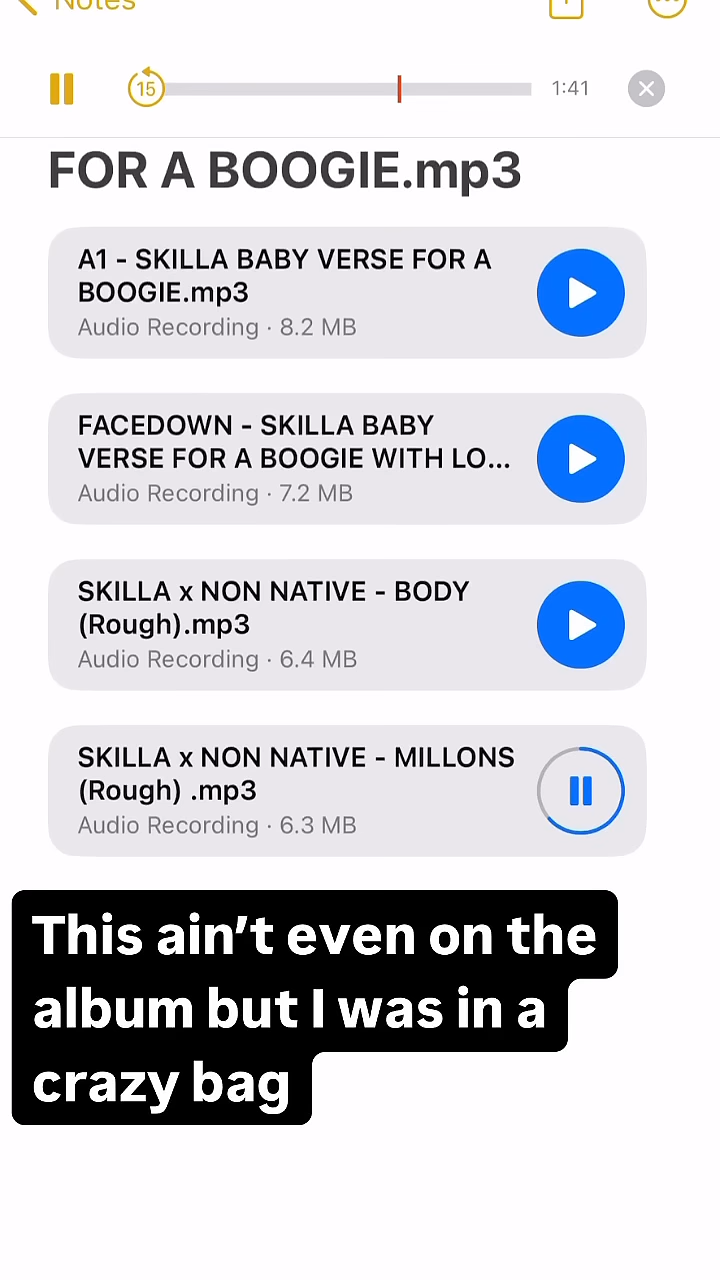 Notes
15
1:41
FOR A BOOGIE.mp3
A1 - SKILLA BABY VERSE FOR A
BOOGIE.mp3
Audio Recording · 8.2 MB
FACEDOWN - SKILLA BABY
VERSE FOR A BOOGIE WITH LO...
Audio Recording · 7.2 MB
SKILLA x NON NATIVE - BODY
(Rough).mp3
Audio Recording · 6.4 MB
SKILLA x NON NATIVE - MILLONS
(Rough) .mp3
Audio Recording · 6.3 MB
This ain’t even on the
album but I was in a
crazy bag